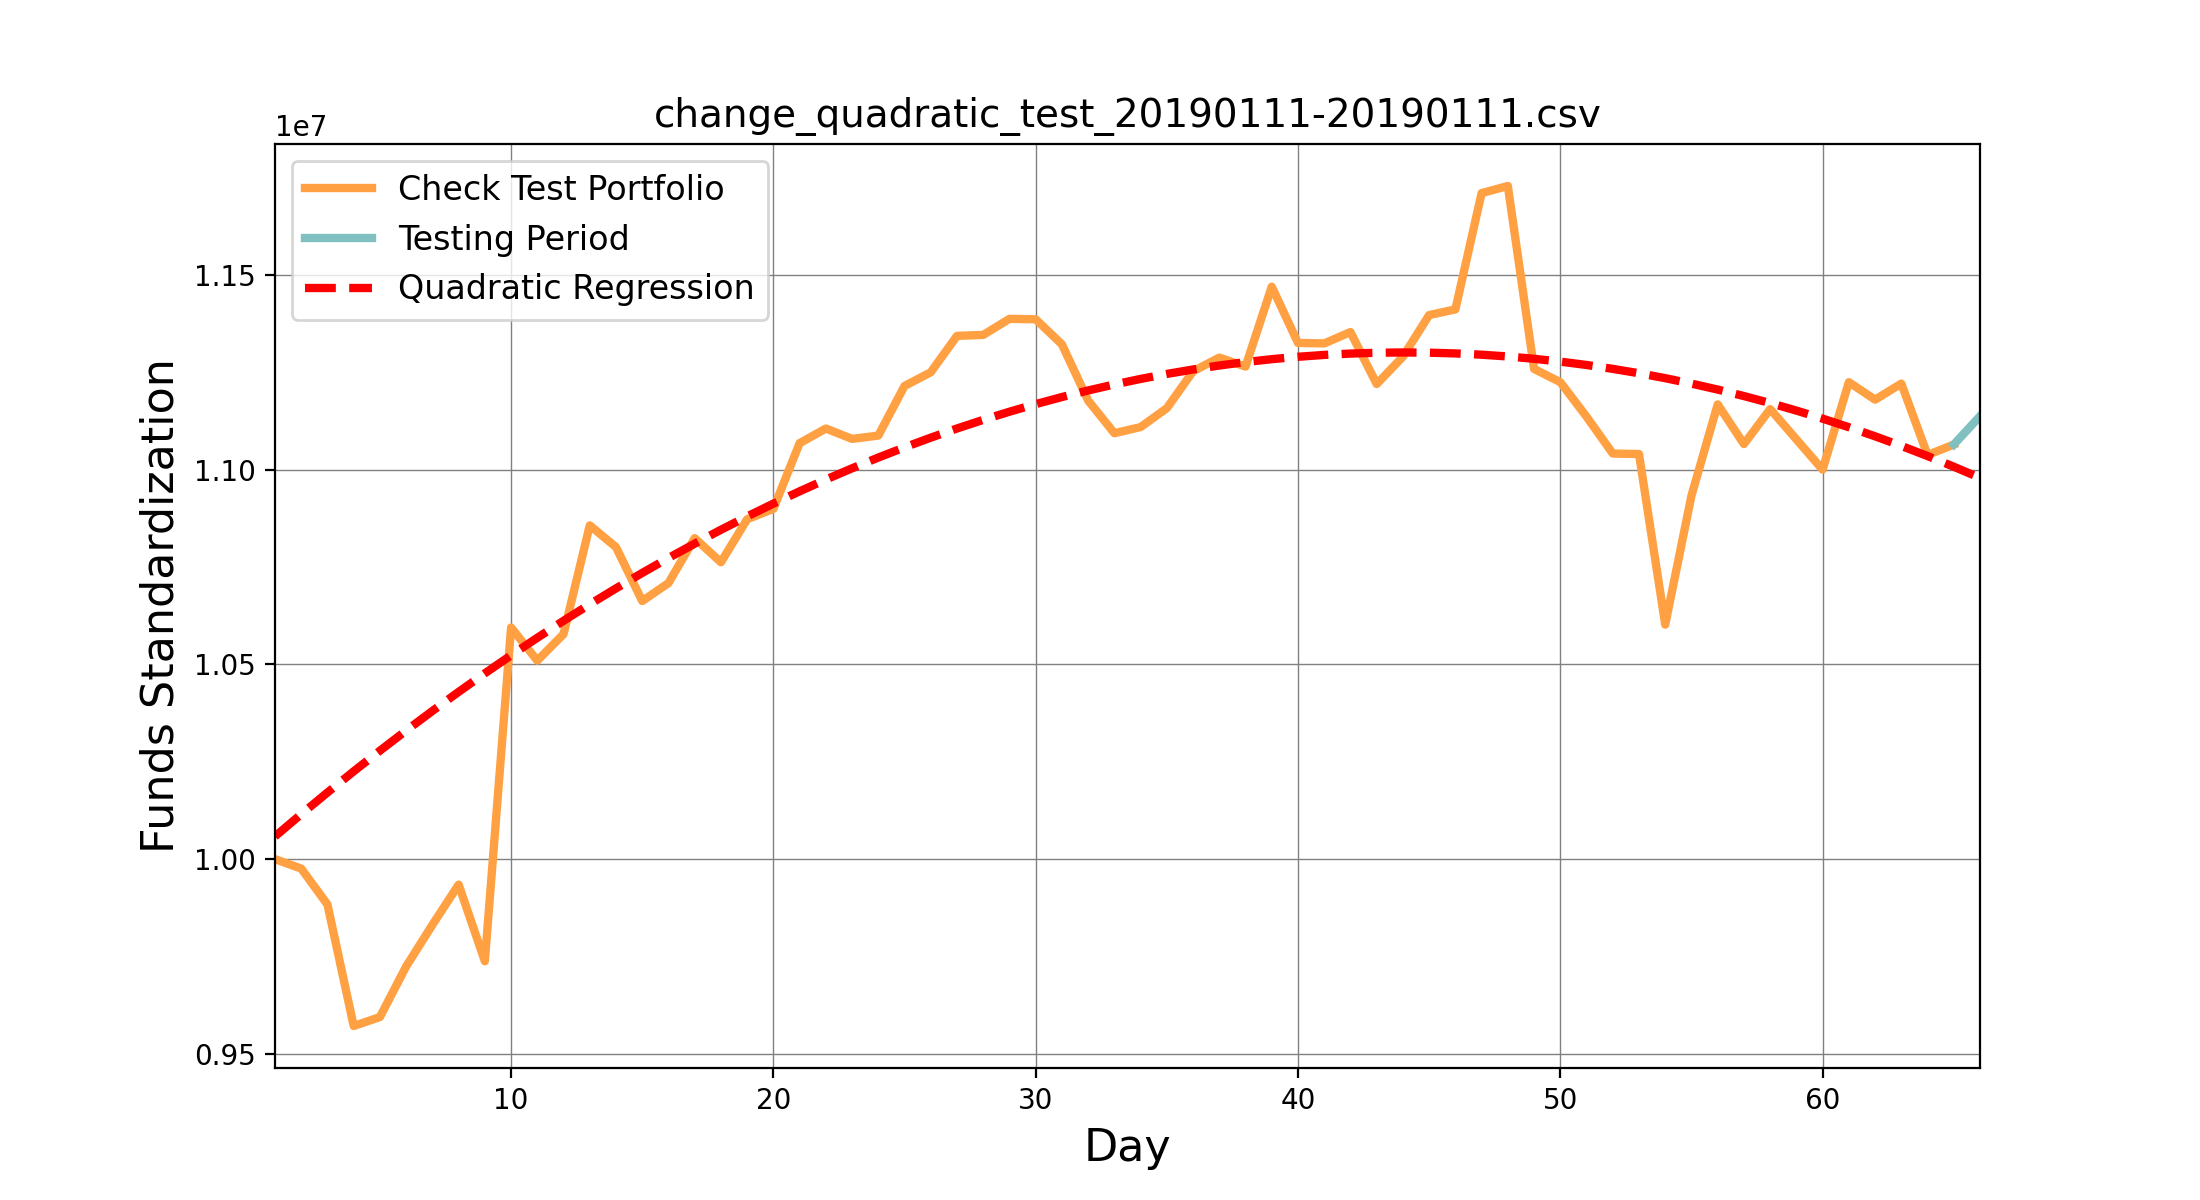 change_quadratic_test_20190111-20190111.csv
1e7
Check Test Portfolio
Testing Period
Quadratic Regression
1.15
1.10
1.05
1.00
0.95
Funds Standardization
10 20 30 40 50 60
Day